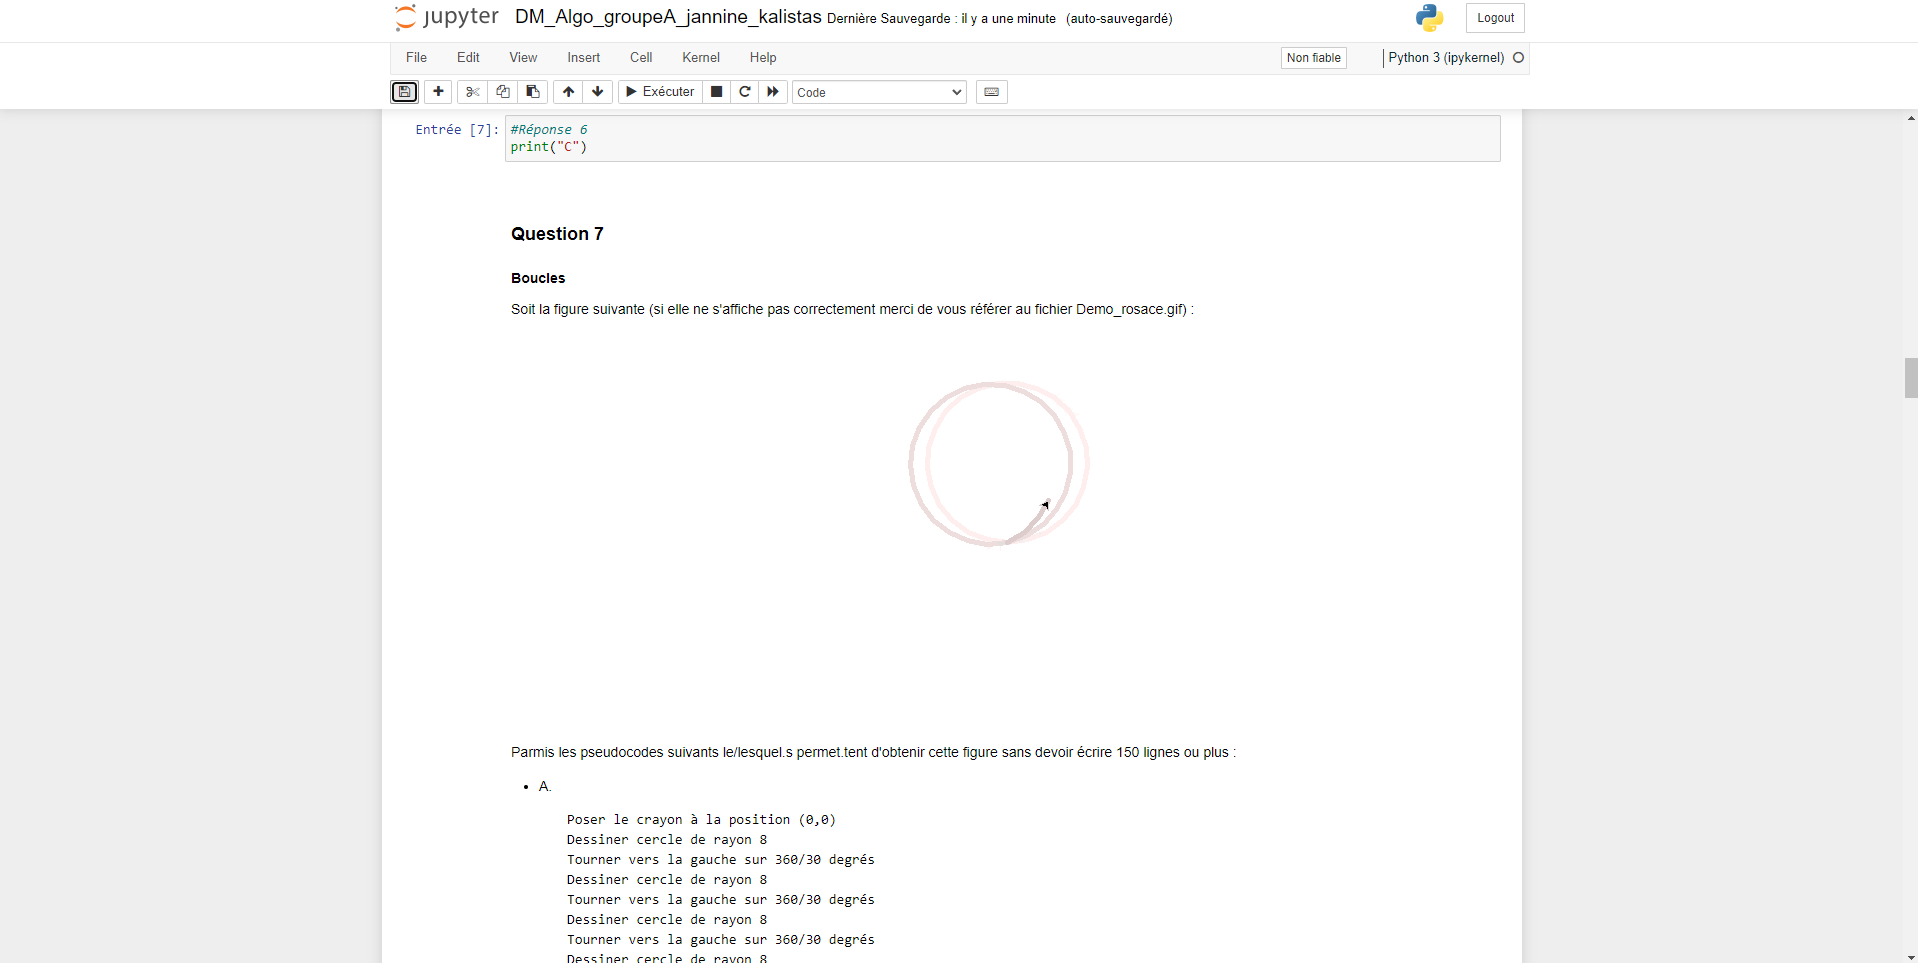 jupyter DM_Algo_groupeA_jannine_kalistas Dernière Sauvegarde : il y a une minute (auto-sauvegardé) Logout
File Edit View Insert Cell Kernel Help Non fiable Python 3 (ipykernel)
Exécuter Code
Entrée [7]: #Réponse 6
print("C")
Question 7
Boucles
Soit la figure suivante (si elle ne s'affiche pas correctement merci de vous référer au fichier Demo_rosace.gif) :
Parmis les pseudocodes suivants le/lesquel.s permet.tent d'obtenir cette figure sans devoir écrire 150 lignes ou plus :
• A.
Poser le crayon à la position (0,0)
Dessiner cercle de rayon 8
Tourner vers la gauche sur 360/30 degrés
Dessiner cercle de rayon 8
Tourner vers la gauche sur 360/30 degrés
Dessiner cercle de rayon 8
Tourner vers la gauche sur 360/30 degrés
Dessiner cercle de rayon 8